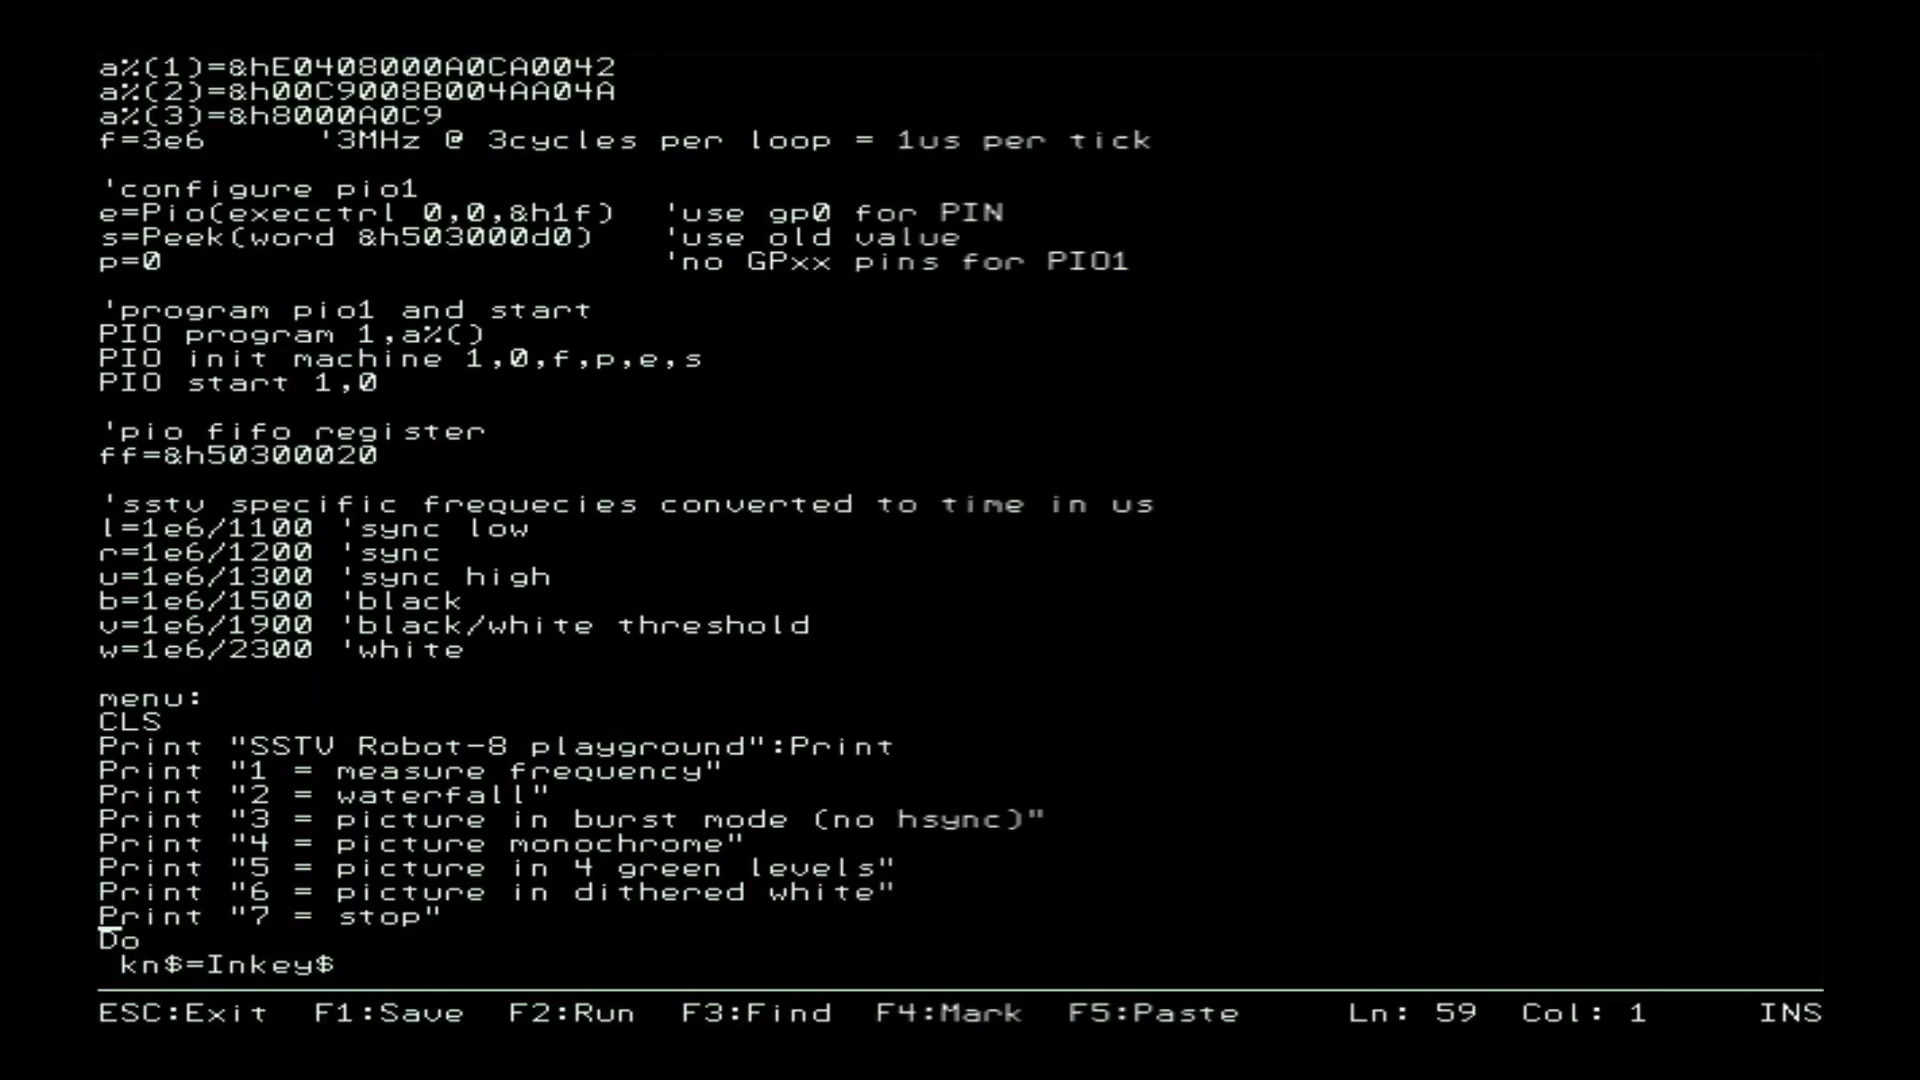 a%(1)=&hE0408000A0CA0042
a%(2)=&h00C9008B004AA04A
a%(3)=&h8000A0C9
f=3e6      '3MHz @ 3cycles per loop = 1us per tick
'configure pio1
e=Pio(execctrl 0,0,&h1f)   'use gp0 for PIN
s=Peek(word &h503000d0)    'use old value
p=0                        'no GPxx pins for PIO1
'program pio1 and start
PIO program 1,a%()
PIO init machine 1,0,f,p,e,s
PIO start 1,0
'pio fifo register
ff=&h50300020
'sstv specific frequecies converted to time in us
l=1e6/1100 'sync low
r=1e6/1200 'sync
u=1e6/1300 'sync high
b=1e6/1500 'black
v=1e6/1900 'black/white threshold
w=1e6/2300 'white
menu:
CLS
Print "SSTV Robot-8 playground":Print
Print "1 = measure frequency"
Print "2 = waterfall"
Print "3 = picture in burst mode (no hsync)"
Print "4 = picture monochrome"
Print "5 = picture in 4 green levels"
Print "6 = picture in dithered white"
Print "7 = stop"
Do
 kn$=Inkey$
ESC:Exit  F1:Save  F2:Run  F3:Find  F4:Mark  F5:Paste     Ln: 59  Col: 1     INS